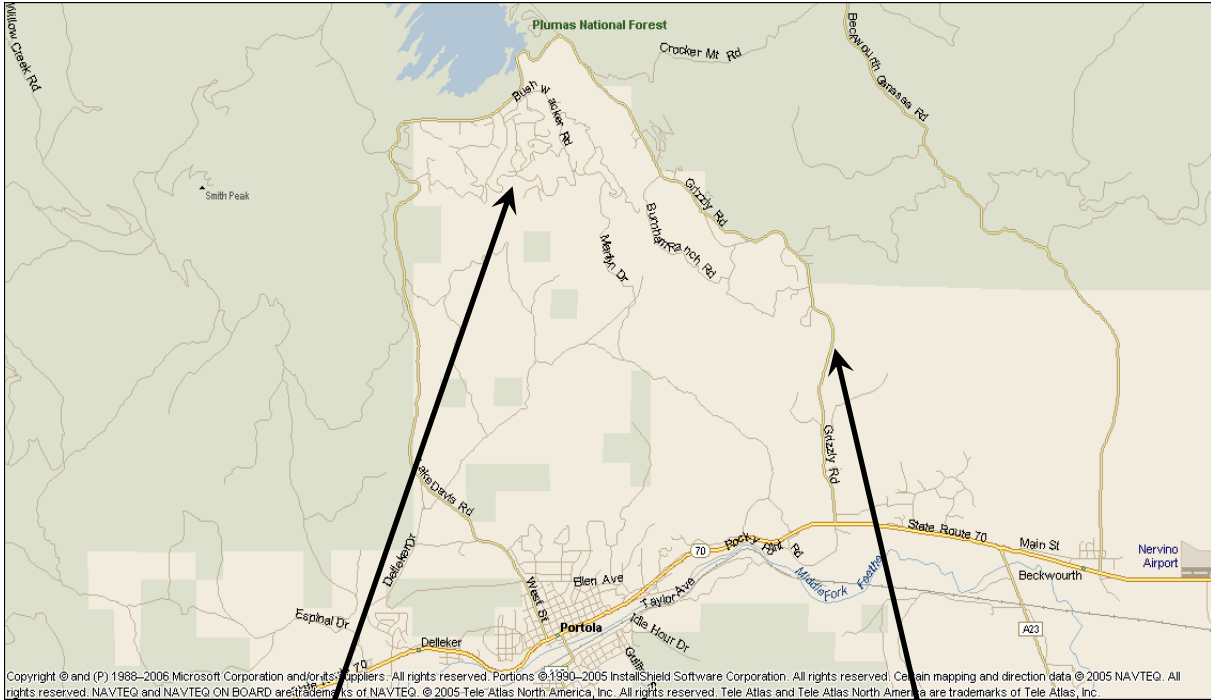 Plumas National Forest
Willow Creek Rd
Crocker Mt Rd
Beckwourth Genasse Rd
Bush Wacker Rd
Smith Peak
Grizzly Rd
Burnham Ranch Rd
Marilyn Dr
Grizzly Rd
Lake Davis Rd
State Route 70
70
Rocky Point Rd
Main St
Nervino
Airport
Delleker Dr
Middle Fork Feathe
Beckwourth
Ellen Ave
West St
Taylor Ave
Espinal Dr
Portola
Idle Hour Dr
A23
Delleker
70
Copyright © and (P) 1988–2006 Microsoft Corporation and/or its suppliers. All rights reserved. Portions © 1990–2005 InstallShield Software Corporation. All rights reserved. Certain mapping and direction data © 2005 NAVTEQ. All
rights reserved. NAVTEQ and NAVTEQ ON BOARD are trademarks of NAVTEQ. © 2005 Tele Atlas North America, Inc. All rights reserved. Tele Atlas and Tele Atlas North America are trademarks of Tele Atlas, Inc.